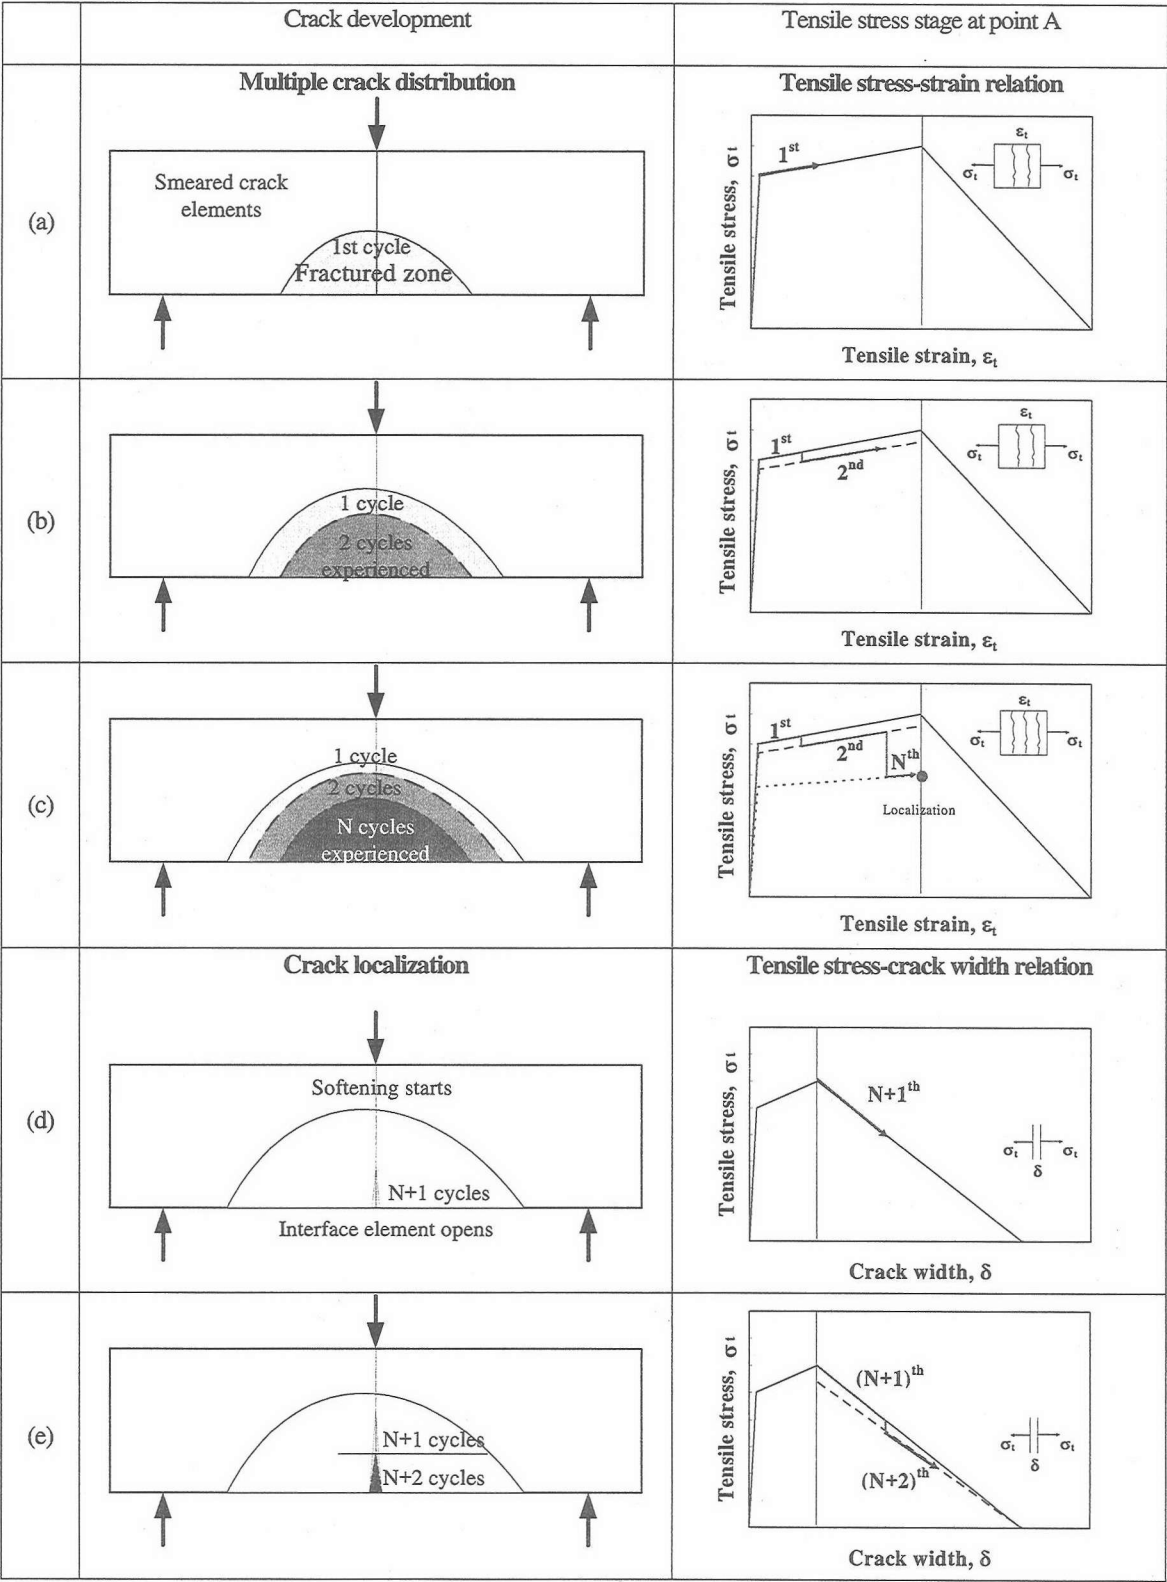 Crack development
Tensile stress stage at point A
(a)
Multiple crack distribution
Smeared crack
elements
1st cycle
Fractured zone
Tensile stress-strain relation
Tensile stress, σt
1st
εt
σt
σt
Tensile strain, εt
(b)
1 cycle
2 cycles
experienced
Tensile stress, σt
1st
2nd
εt
σt
σt
Tensile strain, εt
(c)
1 cycle
2 cycles
N cycles
experienced
Tensile stress, σt
1st
2nd
Nth
Localization
εt
σt
σt
Tensile strain, εt
(d)
Crack localization
Softening starts
N+1 cycles
Interface element opens
Tensile stress-crack width relation
Tensile stress, σt
N+1th
σt
σt
δ
Crack width, δ
(e)
N+1 cycles
N+2 cycles
Tensile stress, σt
(N+1)th
(N+2)th
σt
σt
δ
Crack width, δ